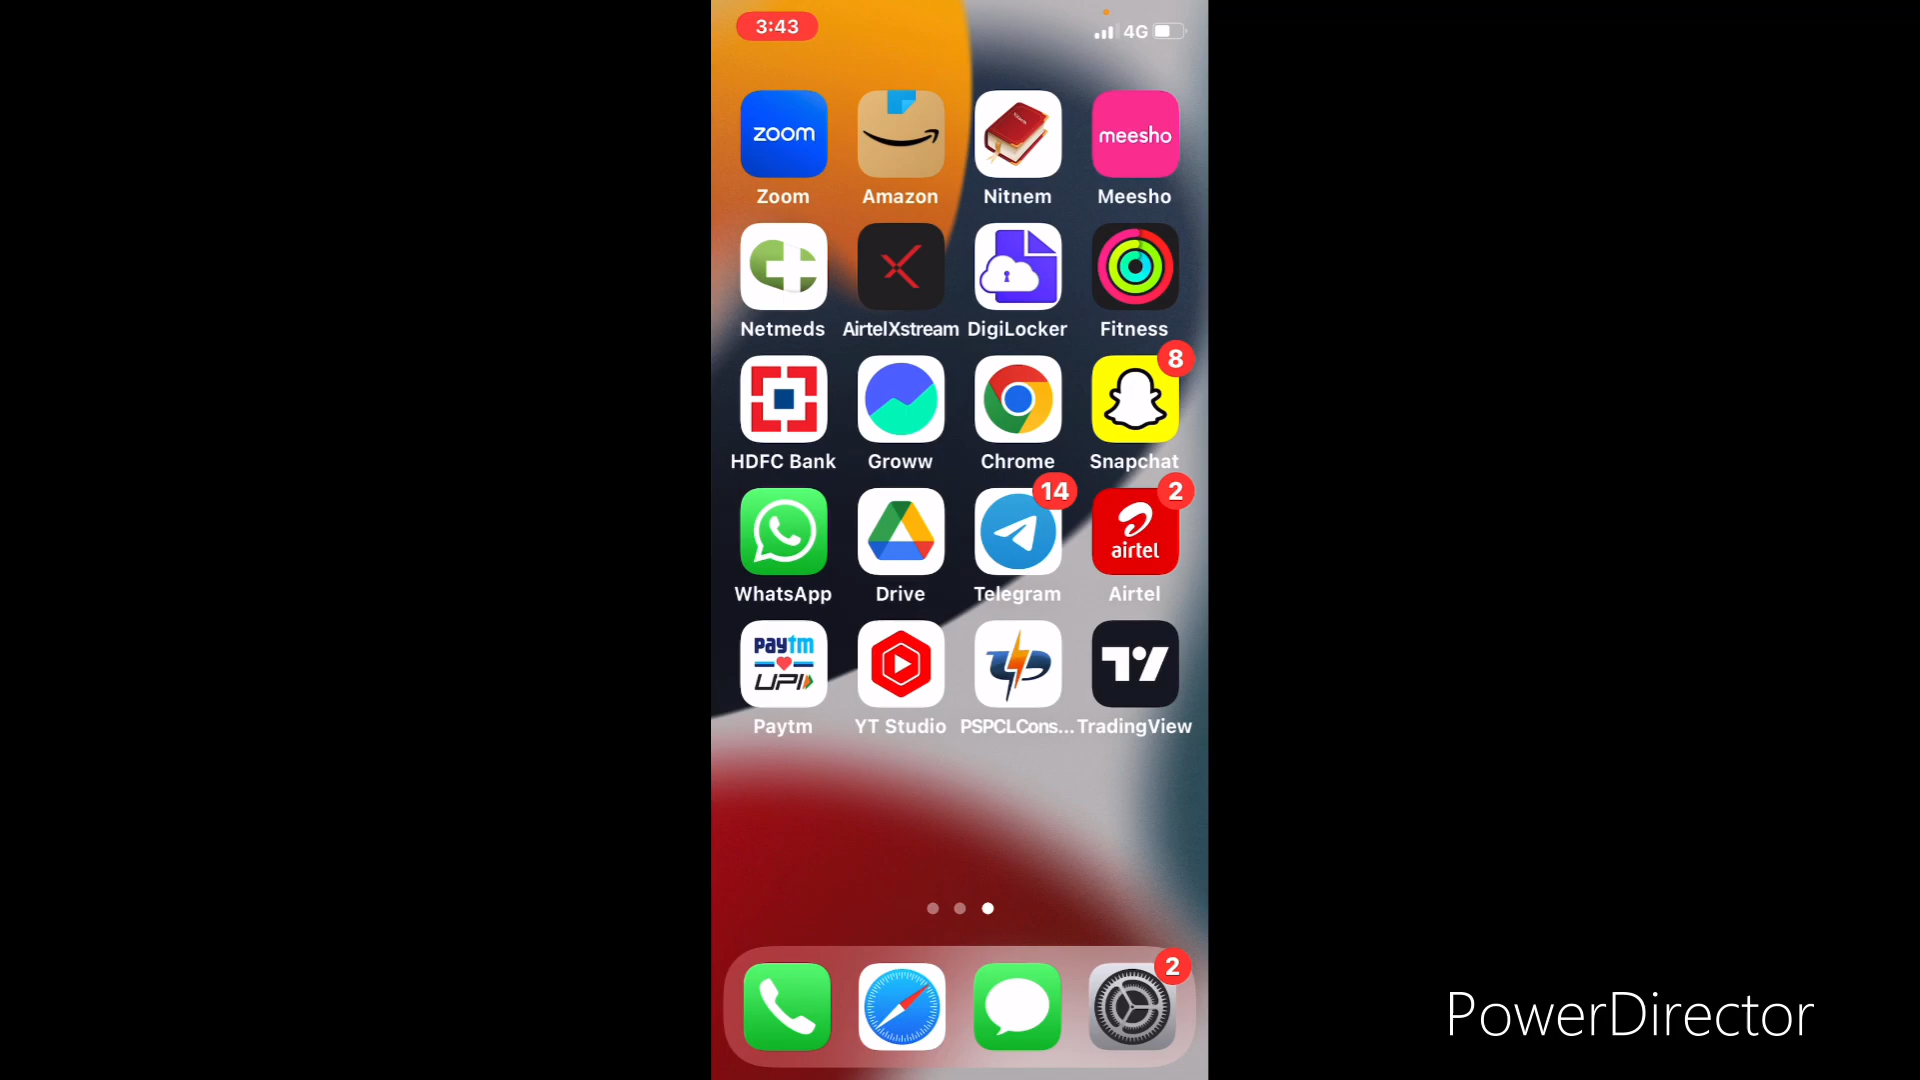 3:43
4G
zoom
meesho
Zoom
Amazon
Nitnem
Meesho
Netmeds
AirtelXstream
DigiLocker
Fitness
8
HDFC Bank
Groww
Chrome
Snapchat
14
2
airtel
WhatsApp
Drive
Telegram
Airtel
paytm
UPI
Paytm
YT Studio
PSPCLCons...
TradingView
2
PowerDirector